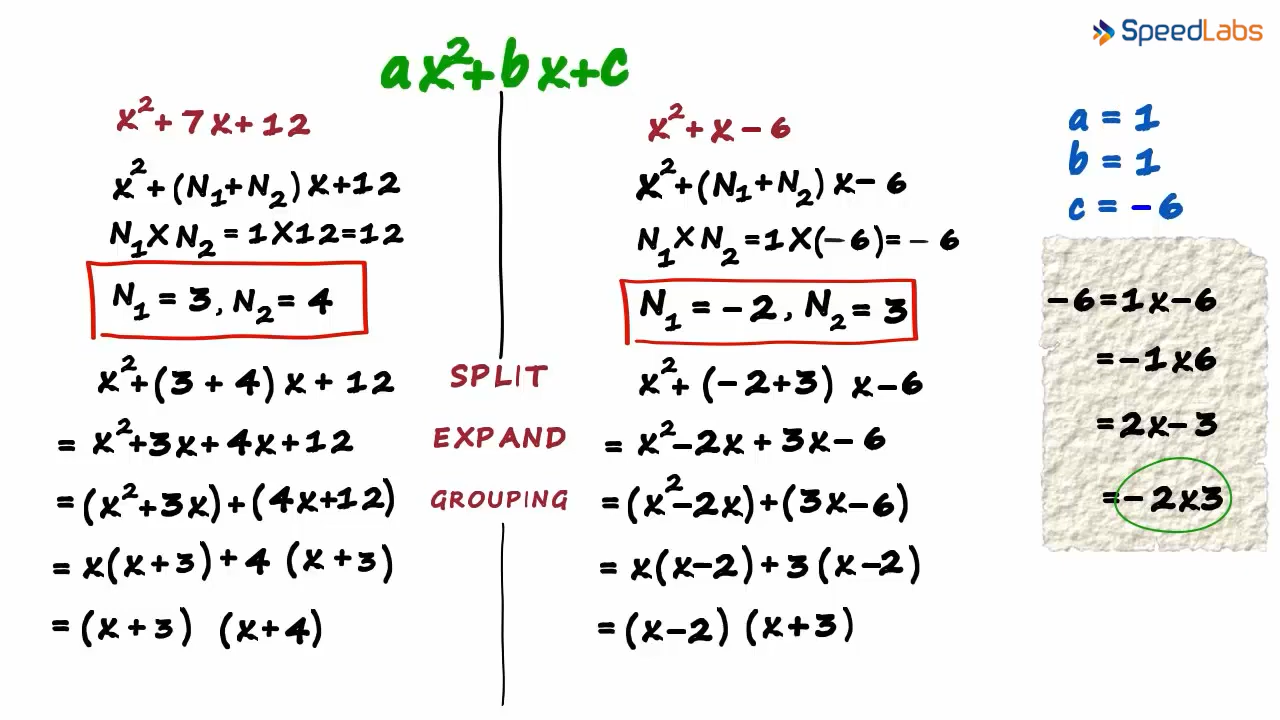 SpeedLabs
ax²+bx+c
x²+7x+12
x²+(N₁+N₂)x+12
N₁×N₂=1×12=12
N₁=3, N₂=4
x²+(3+4)x+12
=x²+3x+4x+12
=(x²+3x)+(4x+12)
=x(x+3)+4(x+3)
=(x+3)(x+4)
SPLIT
EXPAND
GROUPING
x²+x-6
x²+(N₁+N₂)x-6
N₁×N₂=1×(-6)=-6
N₁=-2, N₂=3
x²+(-2+3)x-6
=x²-2x+3x-6
=(x²-2x)+(3x-6)
=x(x-2)+3(x-2)
=(x-2)(x+3)
a=1
b=1
c=-6
-6=1x-6
=-1x6
=2x-3
=-2x3